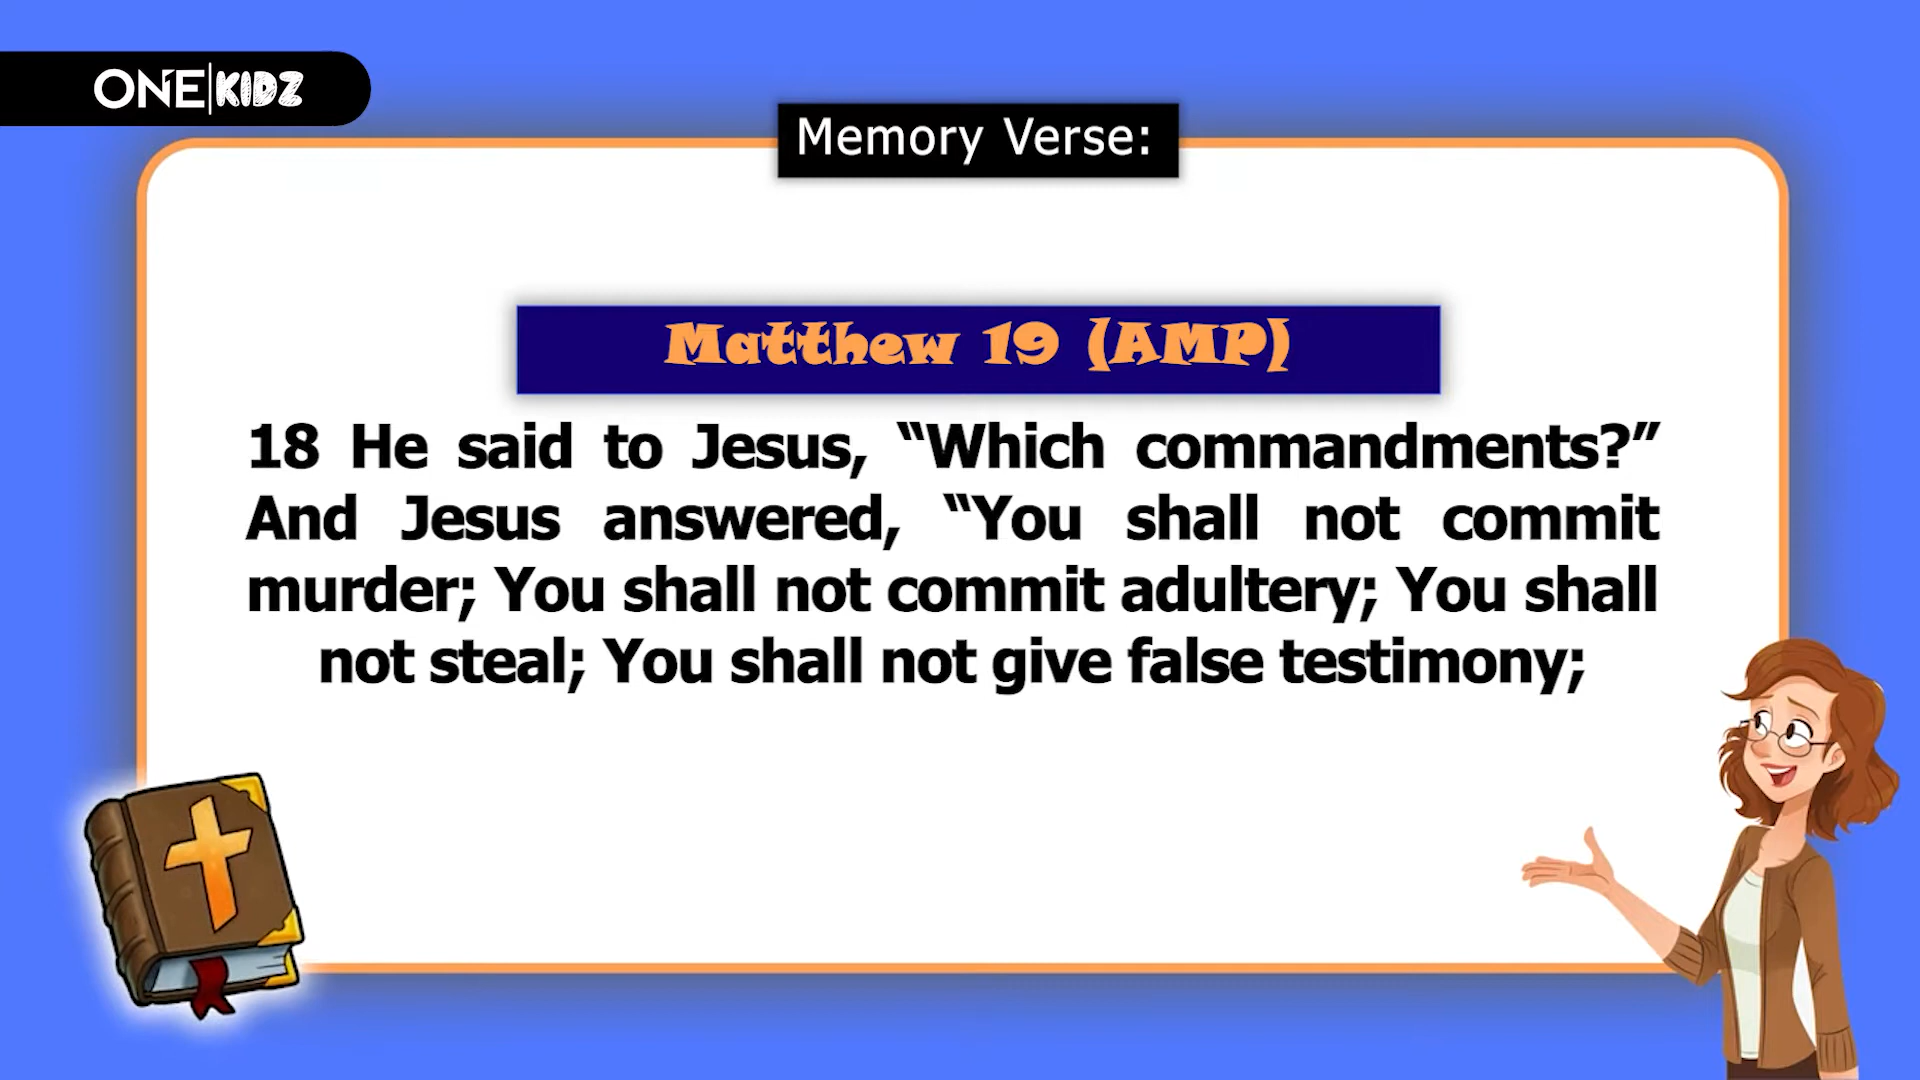 ONE|KIDZ
Memory Verse:
Matthew 19 (AMP)
18 He said to Jesus, “Which commandments?”
And Jesus answered, “You shall not commit
murder; You shall not commit adultery; You shall
not steal; You shall not give false testimony;